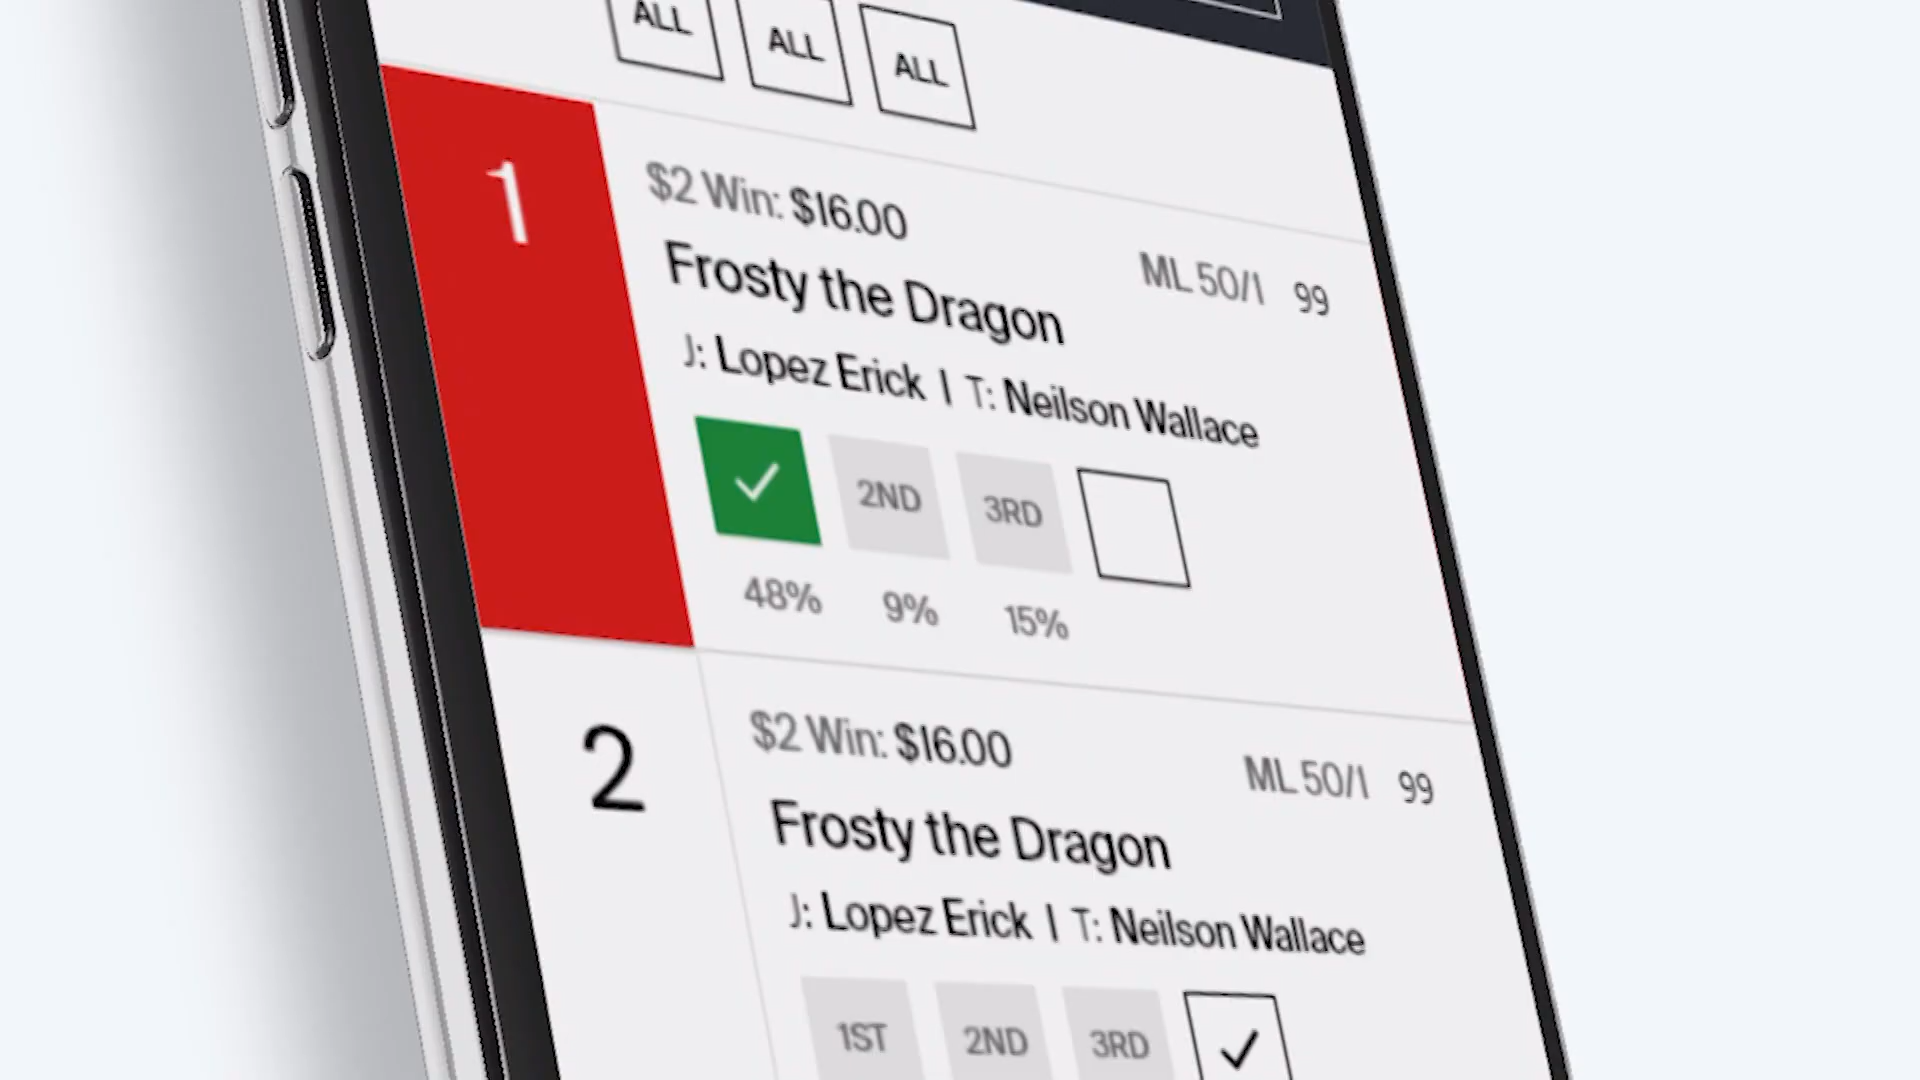 ALL ALL ALL
1
$2 Win: $16.00
ML 50/1 99
Frosty the Dragon
J: Lopez Erick | T: Neilson Wallace
2ND 3RD
48% 9% 15%
2
$2 Win: $16.00
ML 50/1 99
Frosty the Dragon
J: Lopez Erick | T: Neilson Wallace
1ST 2ND 3RD